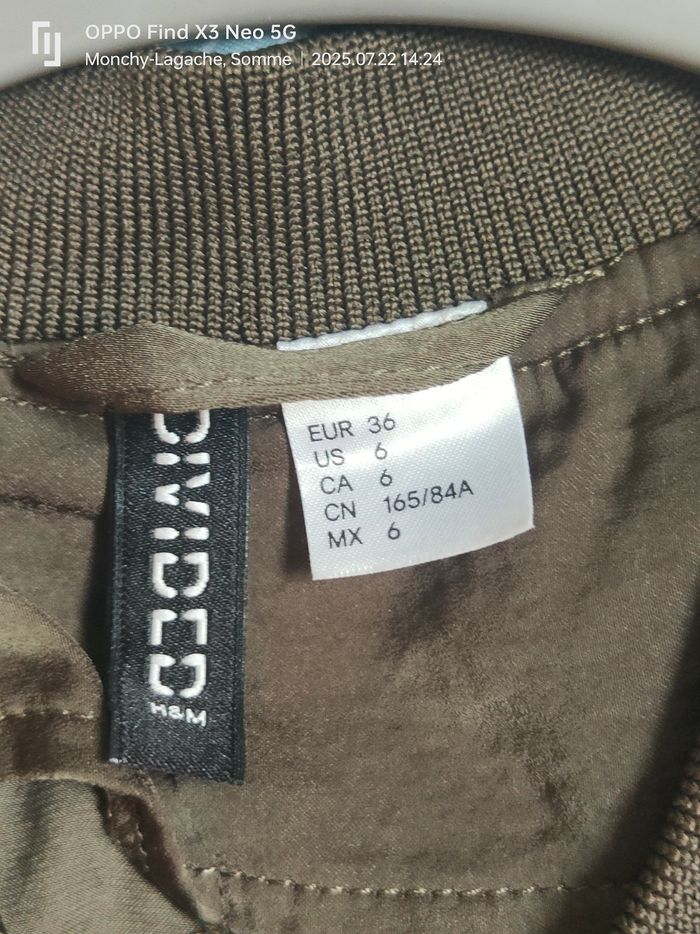 OPPO Find X3 Neo 5G
Monchy-Lagache, Somme | 2025.07.22 14:24
EUR 36
US 6
CA 6
CN 165/84A
MX 6
DIVIDED
H&M